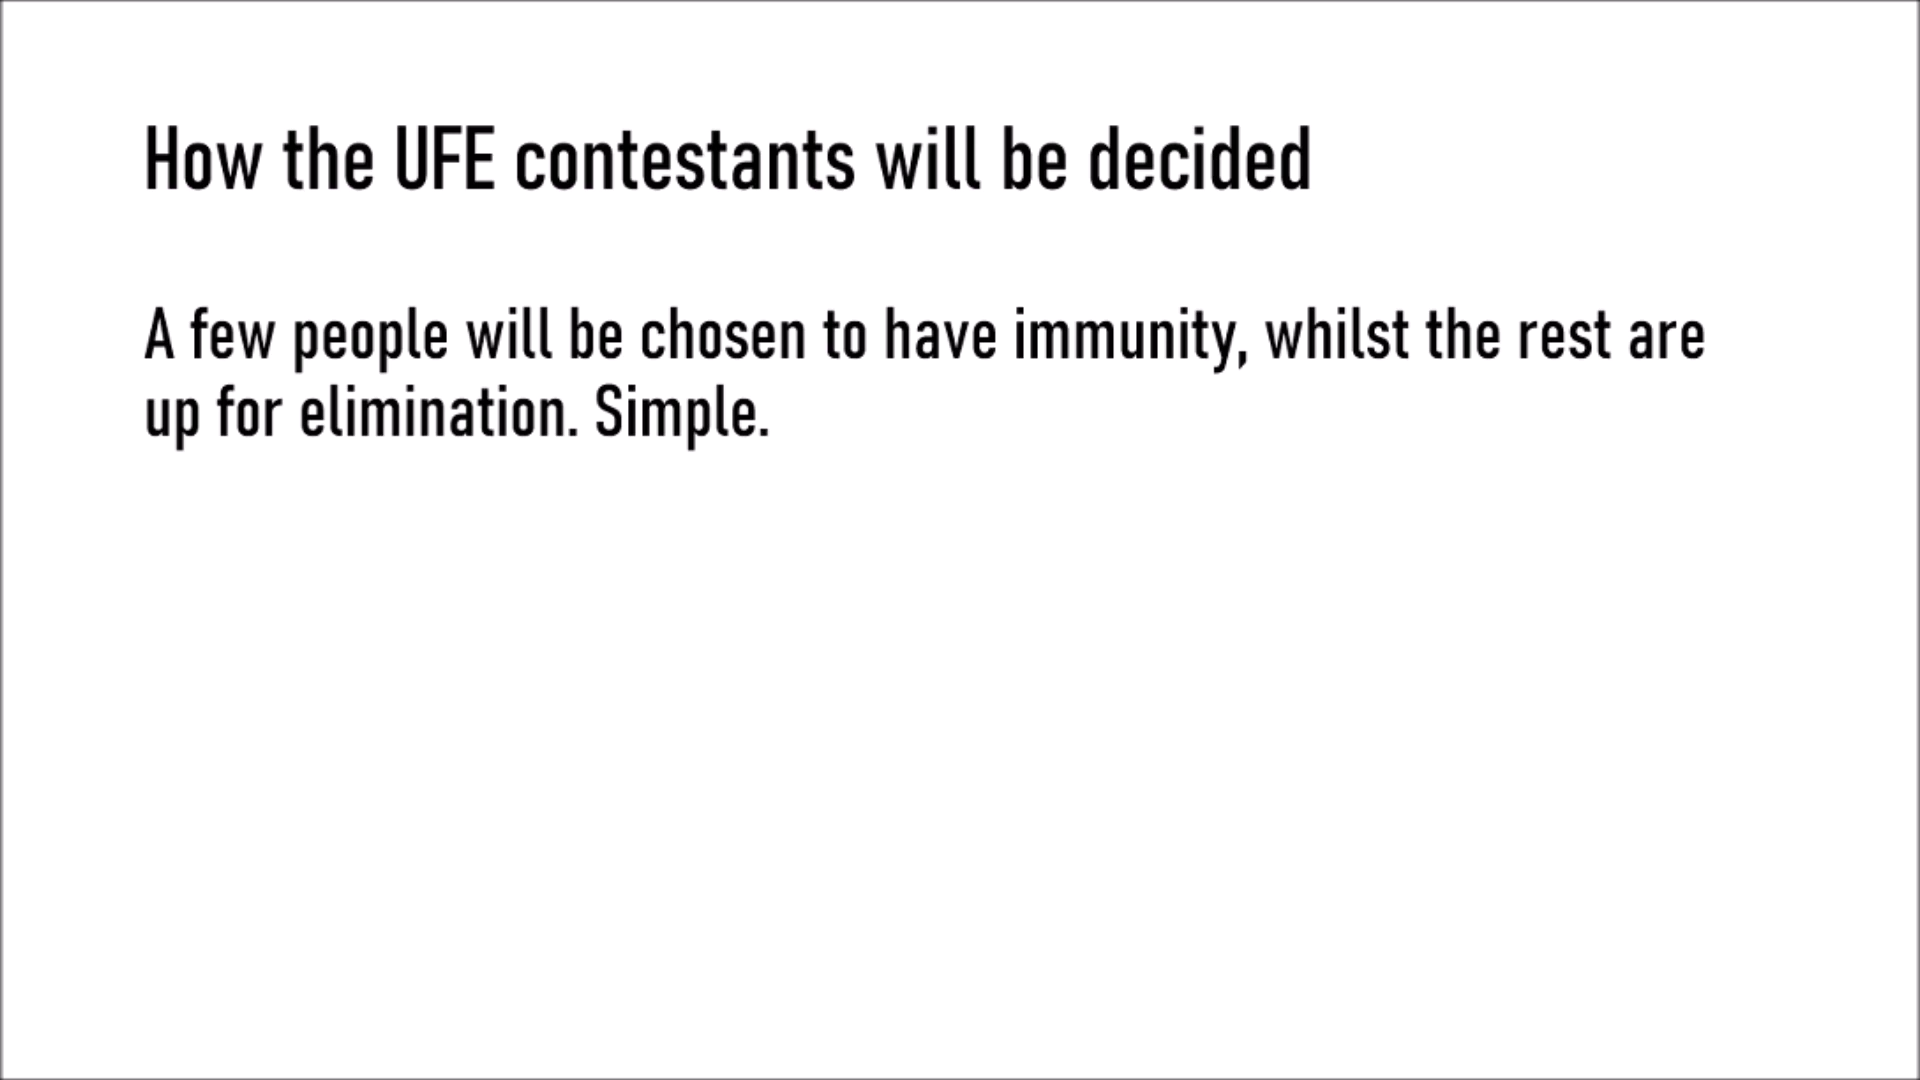 How the UFE contestants will be decided
A few people will be chosen to have immunity, whilst the rest are
up for elimination. Simple.